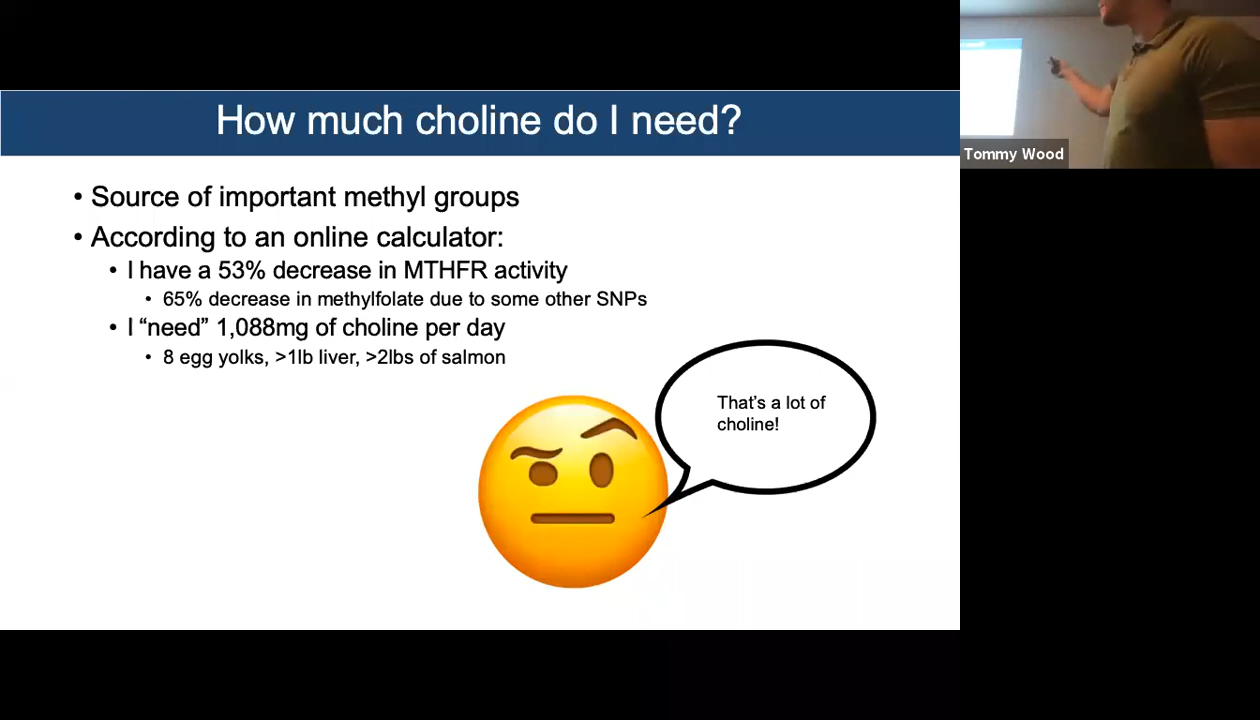 How much choline do I need?
• Source of important methyl groups
• According to an online calculator:
• I have a 53% decrease in MTHFR activity
• 65% decrease in methylfolate due to some other SNPs
• I “need” 1,088mg of choline per day
• 8 egg yolks, >1lb liver, >2lbs of salmon
That’s a lot of
choline!
Tommy Wood